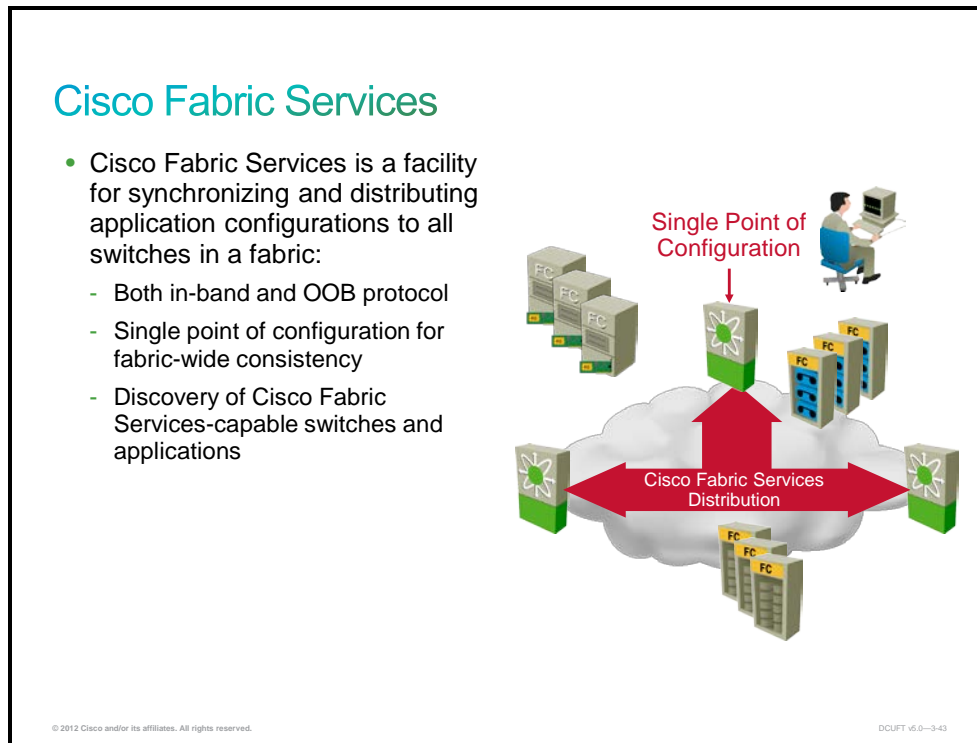 Cisco Fabric Services
• Cisco Fabric Services is a facility
for synchronizing and distributing
application configurations to all
switches in a fabric:
- Both in-band and OOB protocol
- Single point of configuration for
fabric-wide consistency
- Discovery of Cisco Fabric
Services-capable switches and
applications
Single Point of
Configuration
FC
FC
FC
FC
FC
FC
Cisco Fabric Services
Distribution
FC
FC
FC
© 2012 Cisco and/or its affiliates. All rights reserved.
DCUFT v5.0—3-43